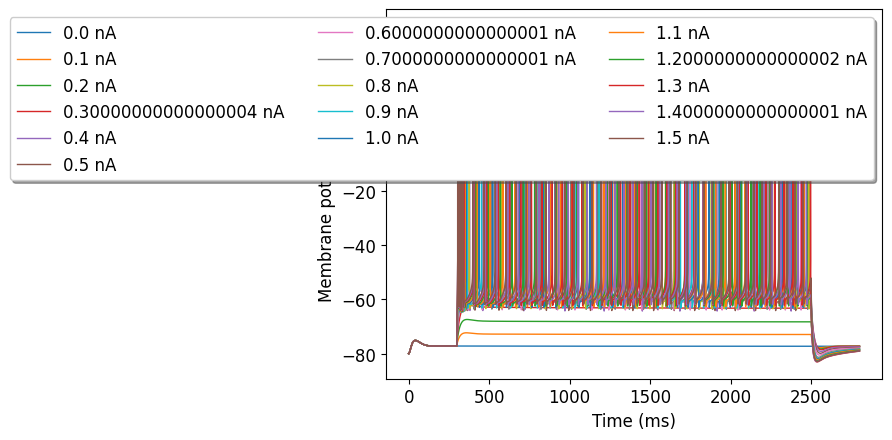 0.0 nA
0.1 nA
0.2 nA
0.30000000000000004 nA
0.4 nA
0.5 nA
0.6000000000000001 nA
0.7000000000000001 nA
0.8 nA
0.9 nA
1.0 nA
1.1 nA
1.2000000000000002 nA
1.3 nA
1.4000000000000001 nA
1.5 nA
Membrane pot
−20
−40
−60
−80
0 500 1000 1500 2000 2500
Time (ms)